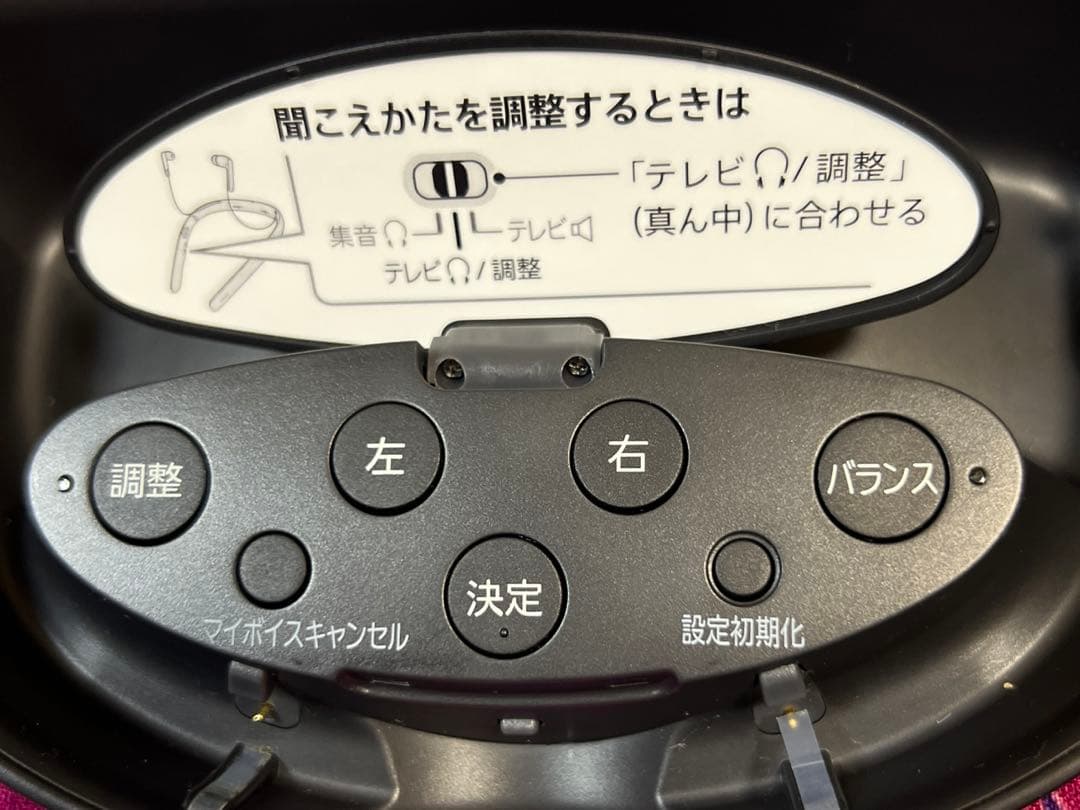 聞こえかたを調整するときは
「テレビ/調整」
(真ん中)に合わせる
集音
テレビ
テレビ/調整
調整
左
右
バランス
マイボイスキャンセル
決定
設定初期化